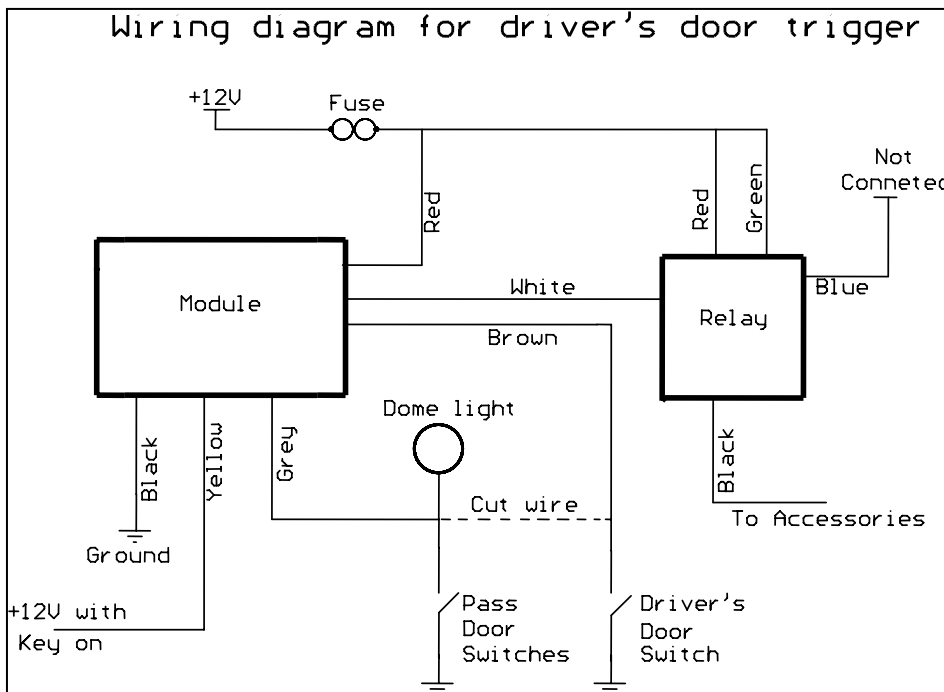 Wiring diagram for driver's door trigger
+12V
Fuse
Not
Conneted
Red
Red
Green
Module
White
Relay
Blue
Brown
Dome light
Black
Yellow
Grey
Black
Cut wire
To Accessories
Ground
+12V with
Key on
Pass
Door
Switches
Driver's
Door
Switch